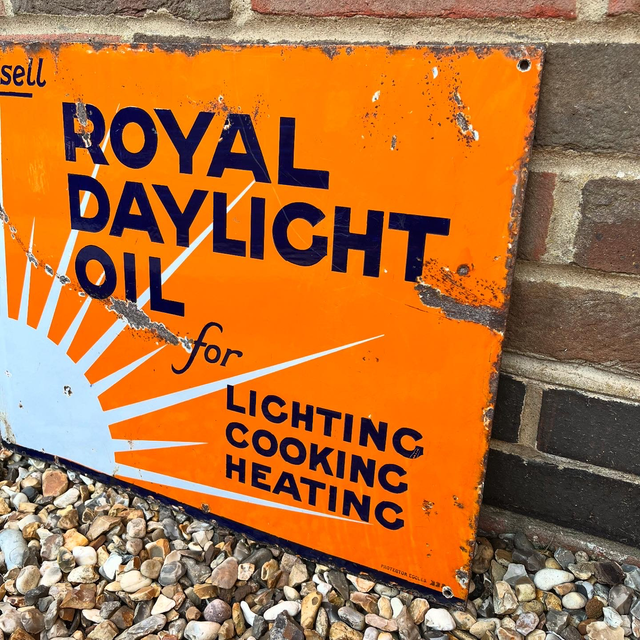 sell
ROYAL
DAYLIGHT
OIL
for
LIGHTING
COOKING
HEATING